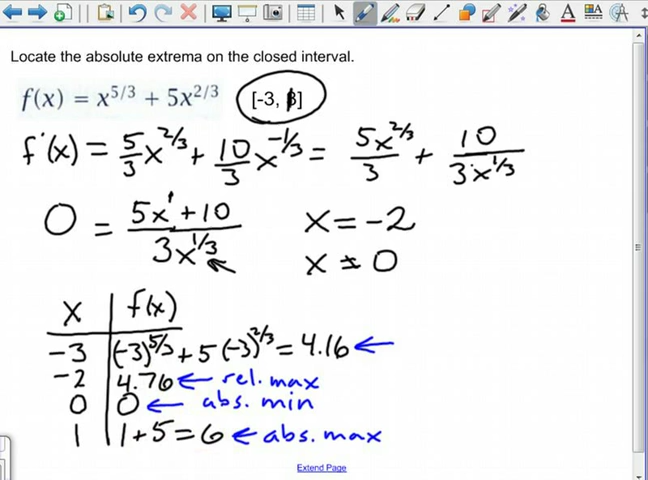 Locate the absolute extrema on the closed interval.
f(x) = x^{5/3} + 5x^{2/3} [-3, ]
f'(x) = 5/3 x^{2/3} + 10/3 x^{-1/3} = 5x^{2/3}/3 + 10/3x^{1/3}
0 = (5x^1 + 10)/3x^{1/3} x = -2
x = 0
x | f(x)
-3 | (-3)^{5/3} + 5(-3)^{2/3} = 4.16 ←
-2 | 4.76 ← rel. max
0 | 0 ← abs. min
1 | 1 + 5 = 6 ← abs. max
Extend Page